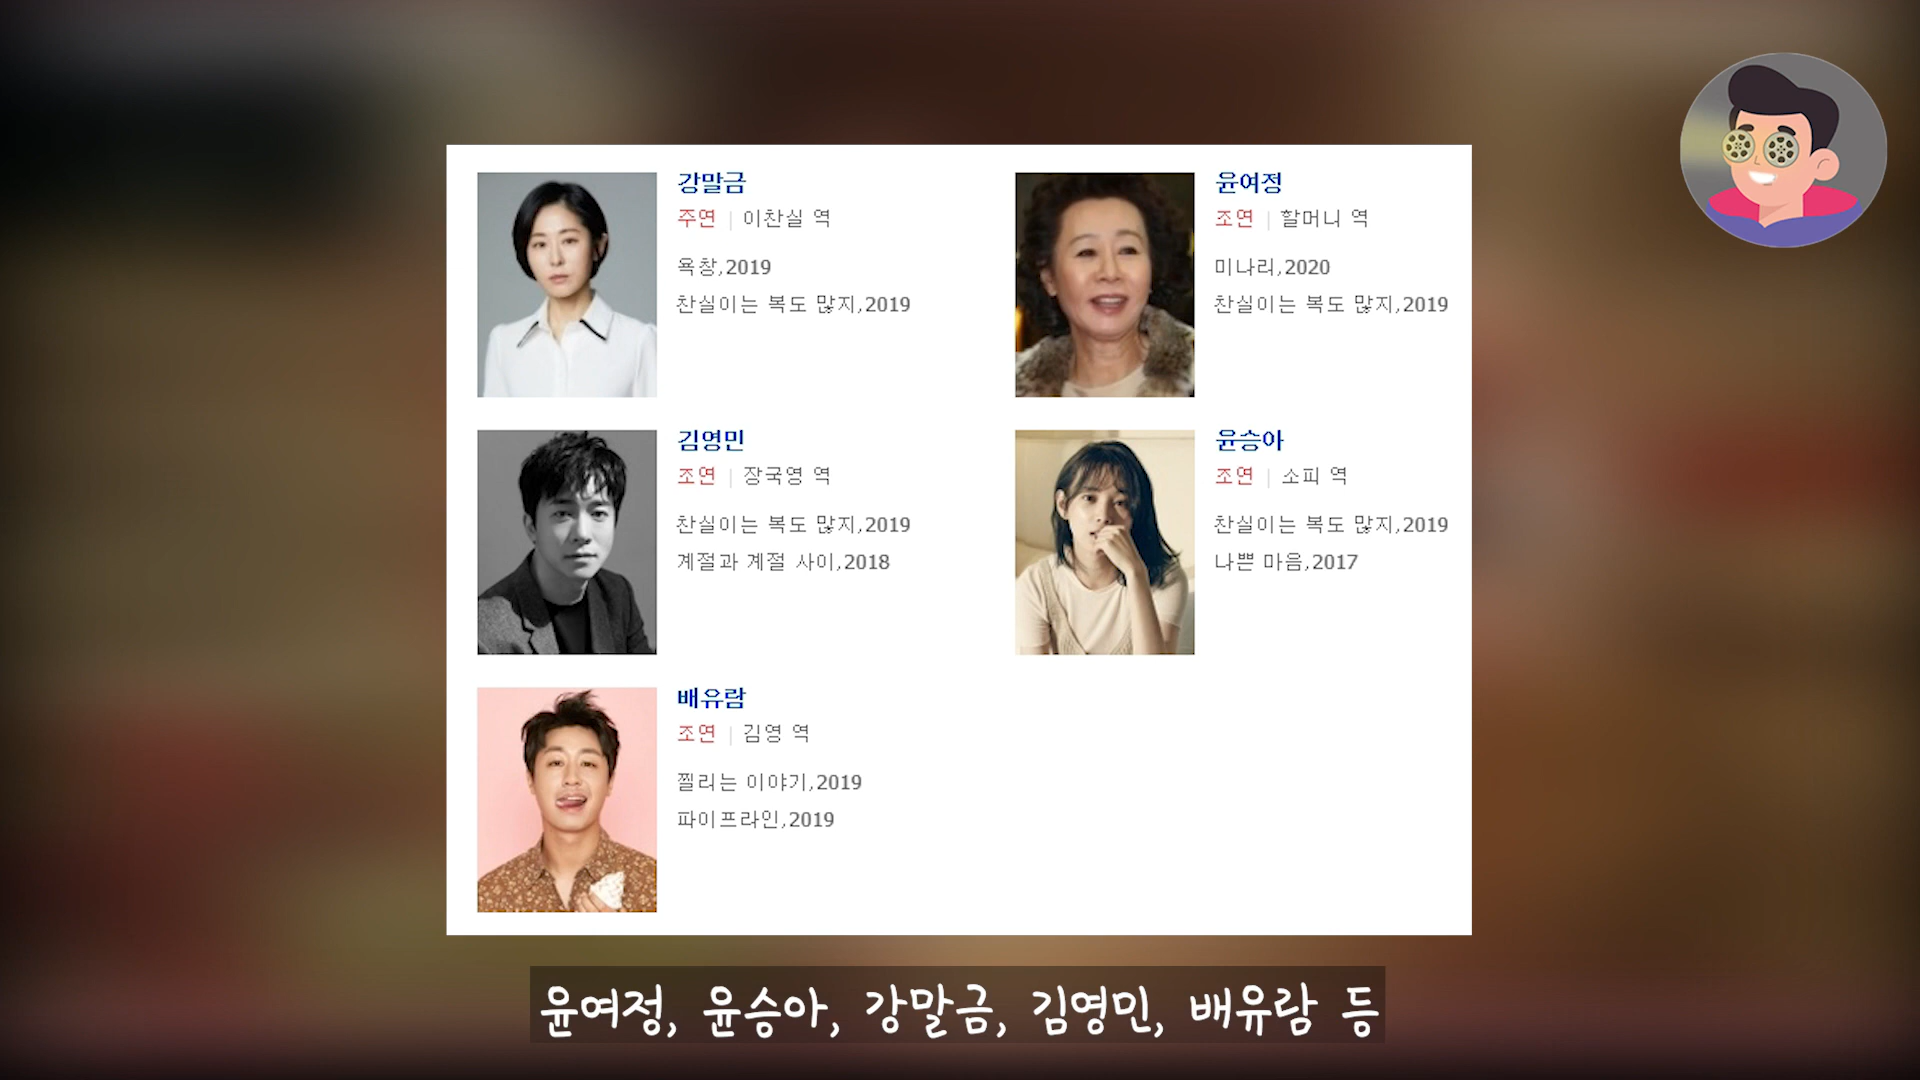 강말금
주연 | 이찬실 역
욕창,2019
찬실이는 복도 많지,2019
윤여정
조연 | 할머니 역
미나리,2020
찬실이는 복도 많지,2019
김영민
조연 | 장국영 역
찬실이는 복도 많지,2019
계절과 계절 사이,2018
윤승아
조연 | 소피 역
찬실이는 복도 많지,2019
나쁜 마음,2017
배유람
조연 | 김영 역
찔리는 이야기,2019
파이프라인,2019
윤여정, 윤승아, 강말금, 김영민, 배유람 등